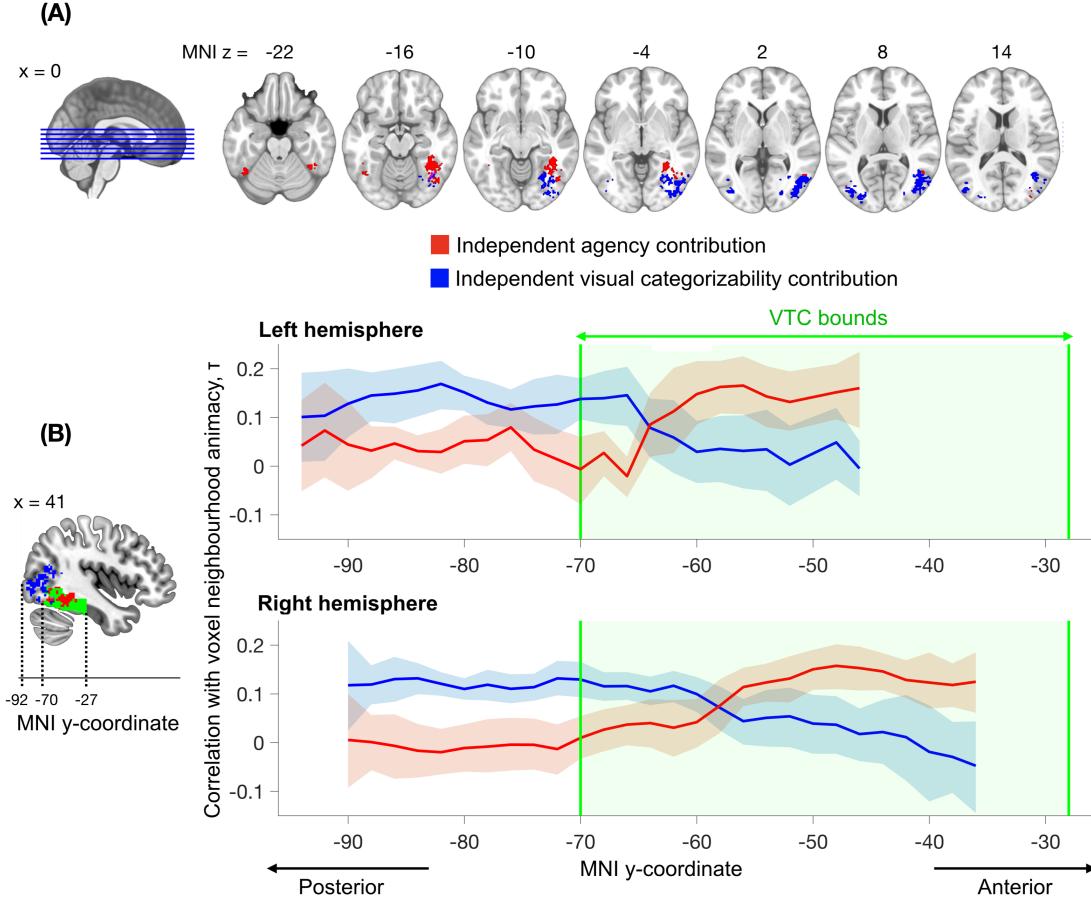 (A)
MNI z = -22 -16 -10 -4 2 8 14
x = 0
Independent agency contribution
Independent visual categorizability contribution
VTC bounds
Left hemisphere
0.2
0.1
0
-0.1
-90 -80 -70 -60 -50 -40 -30
(B)
x = 41
-92 -70 -27
MNI y-coordinate
Correlation with voxel neighbourhood animacy, τ
Right hemisphere
0.2
0.1
0
-0.1
-90 -80 -70 -60 -50 -40 -30
MNI y-coordinate
Posterior
Anterior